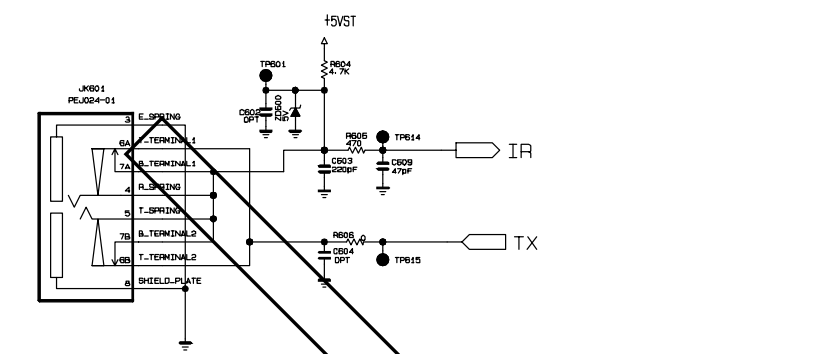 +5VST
TP601
R604
4.7K
JK601
PEJ024-01
C602
OPT
ZD600
5V
3 E_SPRING
6A T_TERMINAL1
7A B_TERMINAL1
4 R_SPRING
5 T_SPRING
7B B_TERMINAL2
6B T_TERMINAL2
8 SHIELD_PLATE
R605
470
TP614
IR
C603
220pF
C609
47pF
R606
0
TX
C604
OPT
TP615